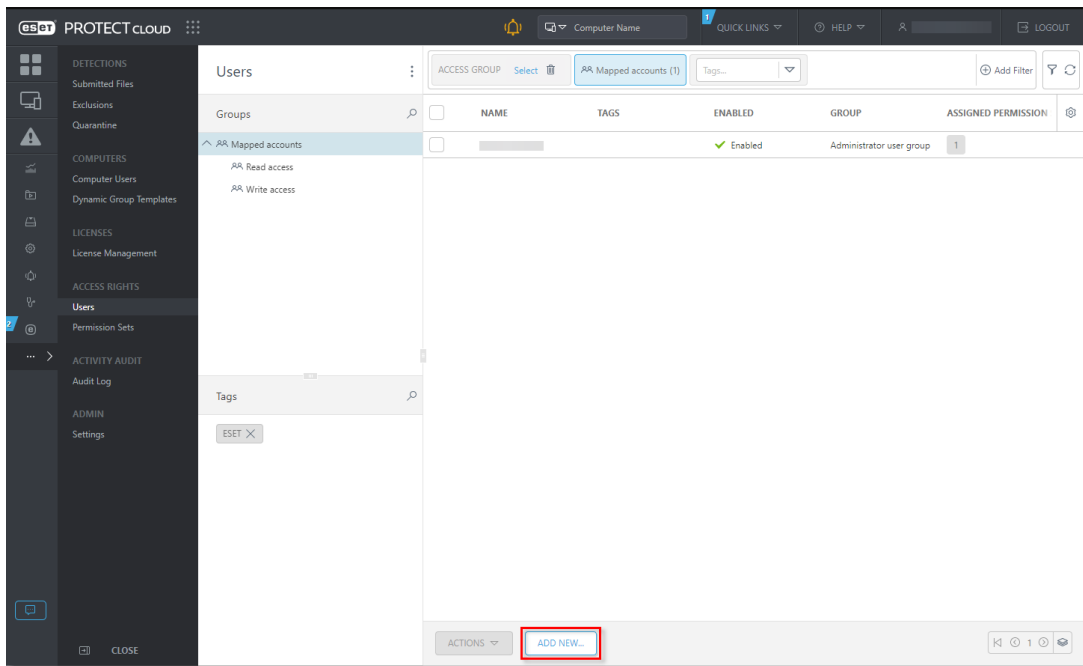 eset PROTECT CLOUD
Computer Name
1
QUICK LINKS
HELP
LOGOUT
DETECTIONS
Submitted Files
Exclusions
Quarantine
COMPUTERS
Computer Users
Dynamic Group Templates
LICENSES
License Management
ACCESS RIGHTS
Users
Permission Sets
2
ACTIVITY AUDIT
Audit Log
ADMIN
Settings
CLOSE
Users
Groups
Mapped accounts
Read access
Write access
Tags
ESET
ACCESS GROUP Select
Mapped accounts (1)
Tags...
Add Filter
NAME TAGS ENABLED GROUP ASSIGNED PERMISSION
Enabled Administrator user group 1
ACTIONS
ADD NEW...
1